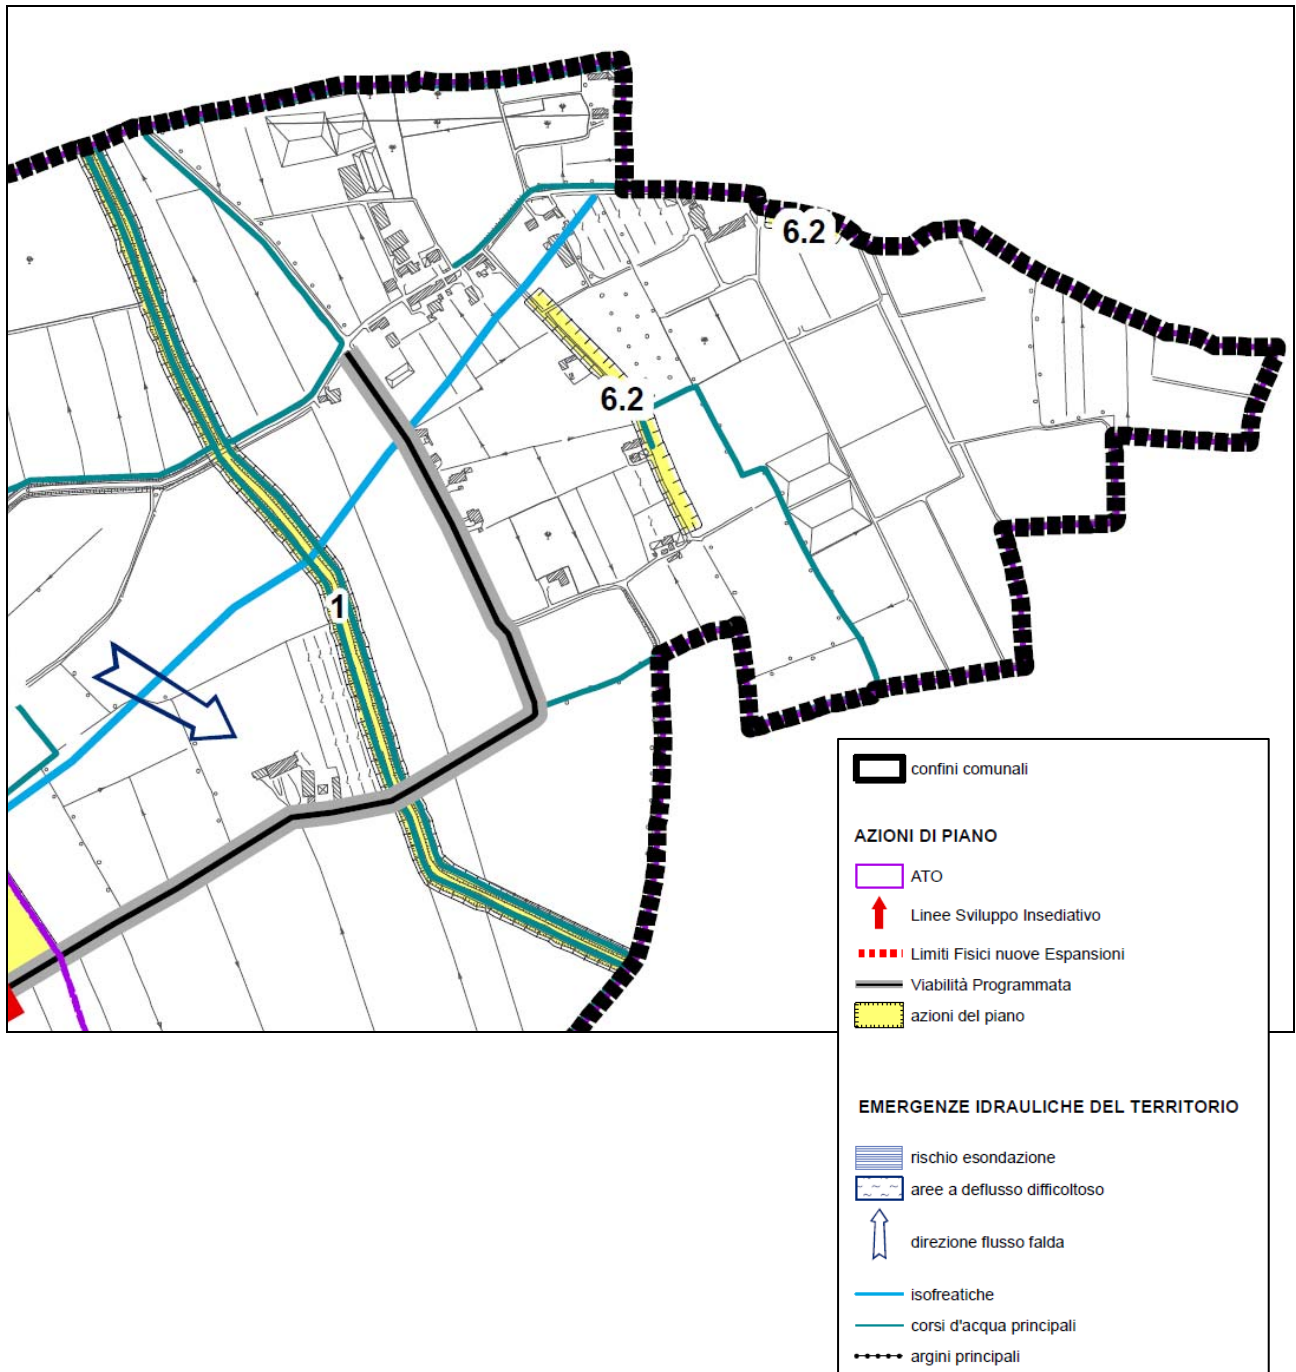 6.2
6.2
1
confini comunali
AZIONI DI PIANO
ATO
Linee Sviluppo Insediativo
Limiti Fisici nuove Espansioni
Viabilità Programmata
azioni del piano
EMERGENZE IDRAULICHE DEL TERRITORIO
rischio esondazione
aree a deflusso difficoltoso
direzione flusso falda
isofreatiche
corsi d'acqua principali
argini principali